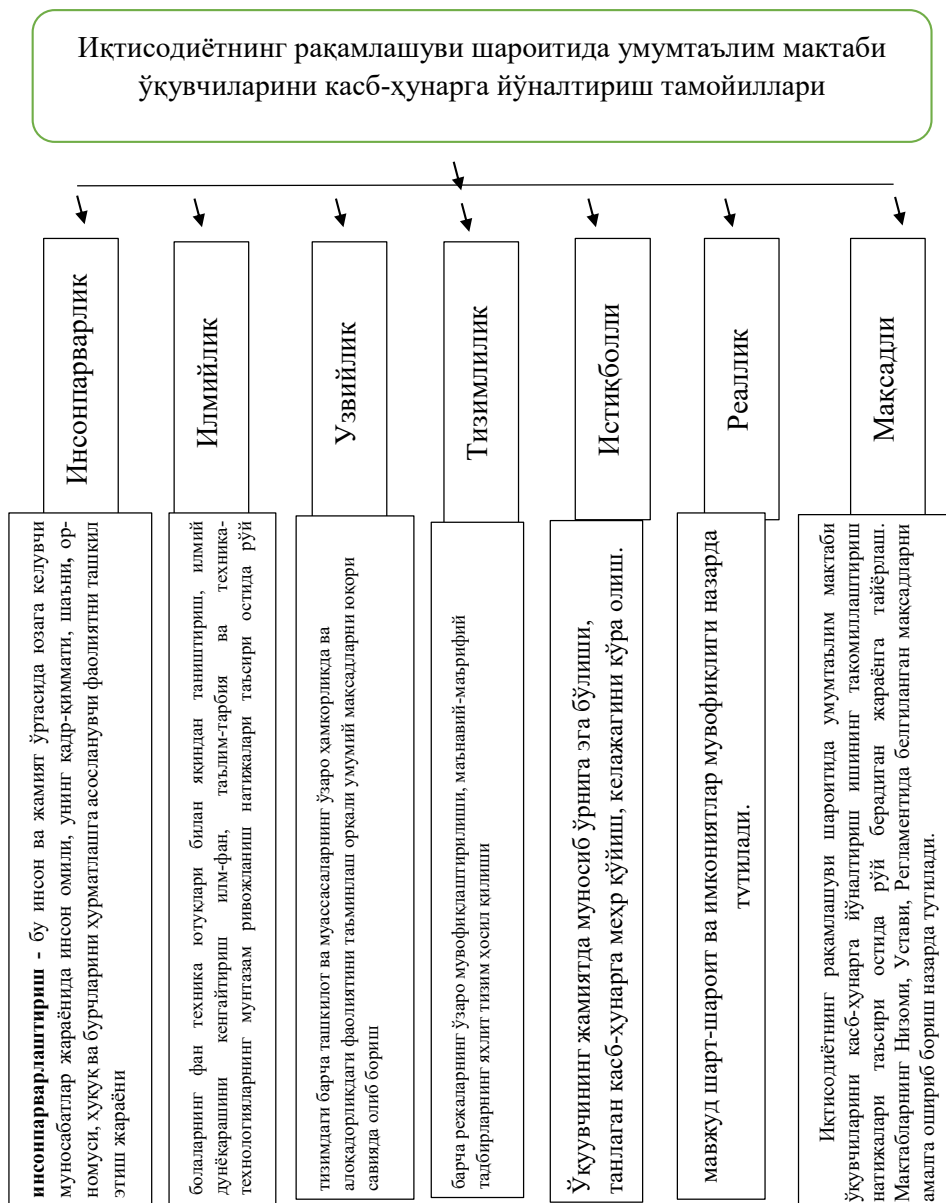 Иқтисодиётнинг рақамлашуви шароитида умумтаълим мактаби
ўқувчиларини касб-ҳунарга йўналтириш тамойиллари
Инсонпарварлик
инсонпарварлаштириш - бу инсон ва жамият ўртасида юзага келувчи
муносабатлар жараёнида инсон омили, унинг қадр-қиммати, шаъни, ор-
номуси, ҳуқуқ ва бурчларини ҳурматлашга асосланувчи фаолиятни ташкил
этиш жараёни
Илмийлик
болаларнинг фан техника ютуқлари билан яқиндан таништириш, илмий
дунёқарашини кенгайтириш илм-фан, таълим-тарбия ва техника-
технологияларнинг мунтазам ривожланиш натижалари таъсири остида рўй
Узвийлик
тизимдаги барча ташкилот ва муассасаларнинг ўзаро ҳамкорликда ва
алоқадорликдаги фаолиятини таъминлаш орқали умумий мақсадларни юқори
савияда олиб бориш
Тизимлилик
барча режаларнинг ўзаро мувофиқлаштирилиши, маънавий-маърифий
тадбирларнинг яхлит тизим ҳосил қилиши
Истиқболли
Ўқуувчининг жамиятда муносиб ўрнига эга бўлиши,
танлаган касб-ҳунарга меҳр қўйиш, келажагини кўра олиш.
Реаллик
мавжуд шарт-шароит ва имкониятлар мувофиқлиги назарда
тутилади.
Мақсадли
Иқтисодиётнинг рақамлашуви шароитида умумтаълим мактаби
ўқувчиларини касб-ҳунарга йўналтириш ишининг такомиллаштириш
натижалари таъсири остида рўй берадиган жараёнга тайёрлаш.
Мактабларнинг Низоми, Устави, Регламентида белгиланган мақсадларни
амалга ошириб бориш назарда тутилади.